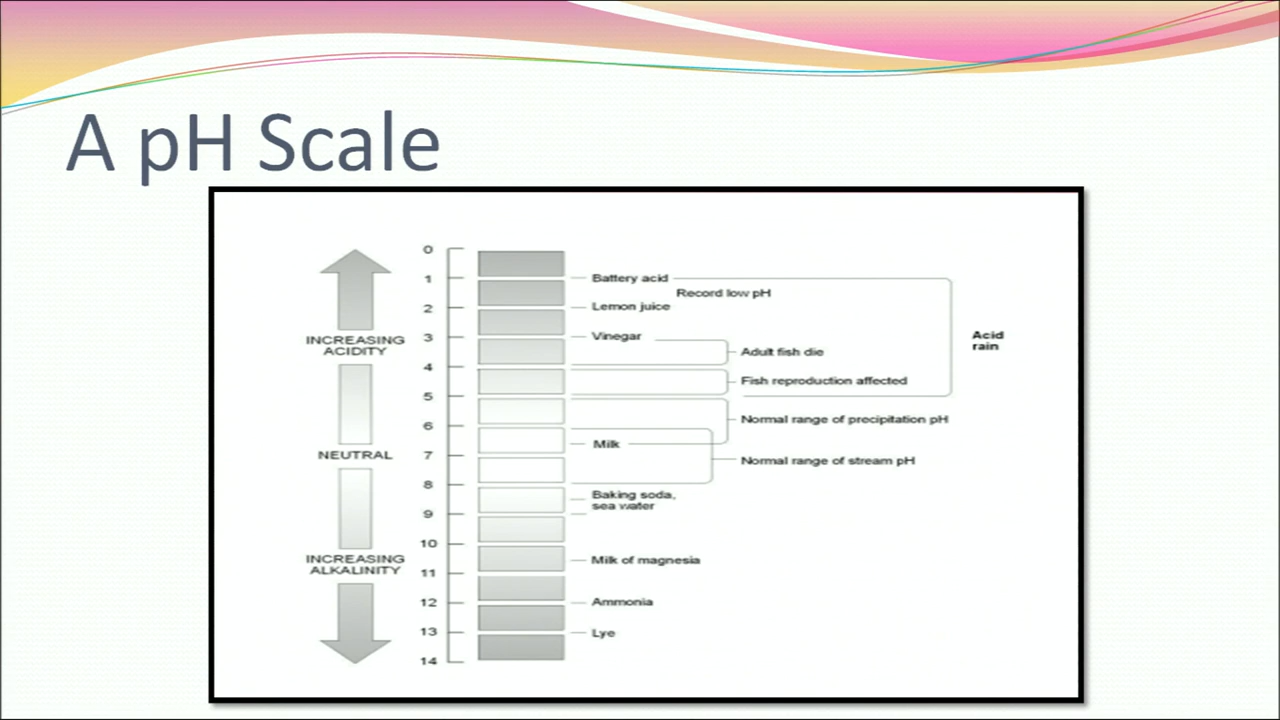 A pH Scale
0
1
2
3
4
5
6
7
8
9
10
11
12
13
14
INCREASING
ACIDITY
NEUTRAL
INCREASING
ALKALINITY
Battery acid
Record low pH
Lemon juice
Vinegar
Adult fish die
Fish reproduction affected
Acid
rain
Normal range of precipitation pH
Milk
Normal range of stream pH
Baking soda,
sea water
Milk of magnesia
Ammonia
Lye